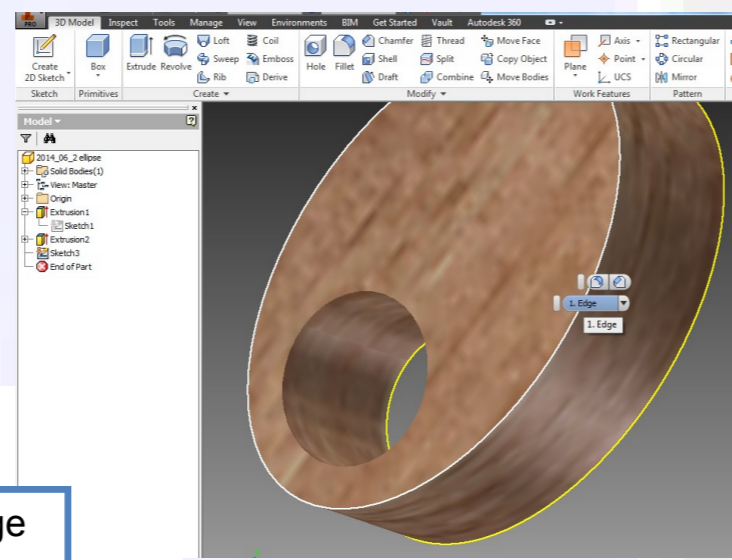 PRO 3D Model Inspect Tools Manage View Environments BIM Get Started Vault Autodesk 360
Loft Coil Chamfer Thread Move Face Axis Rectangular
Create 2D Sketch Box Extrude Revolve Sweep Emboss Hole Fillet Shell Split Copy Object Plane Point Circular
Rib Derive Draft Combine Move Bodies UCS Mirror
Sketch Primitives Create Modify Work Features Pattern
Model
2014_06_2 ellipse
Solid Bodies(1)
View: Master
Origin
Extrusion1
Sketch1
Extrusion2
Sketch3
End of Part
1. Edge
1. Edge
ge